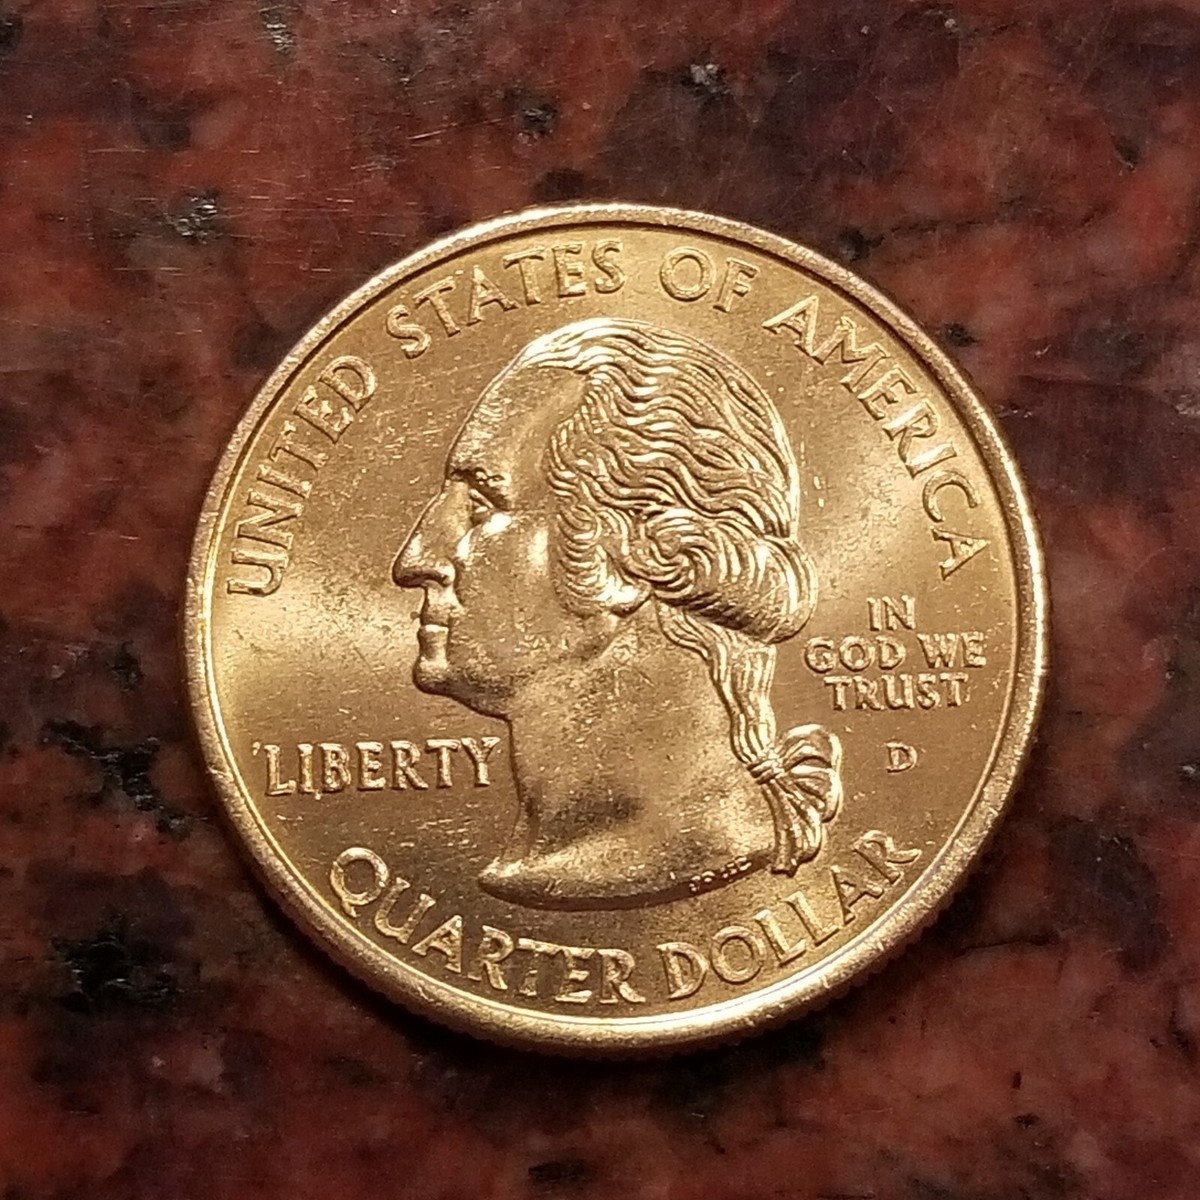 UNITED STATES OF AMERICA
LIBERTY
IN
GOD WE
TRUST
D
QUARTER DOLLAR